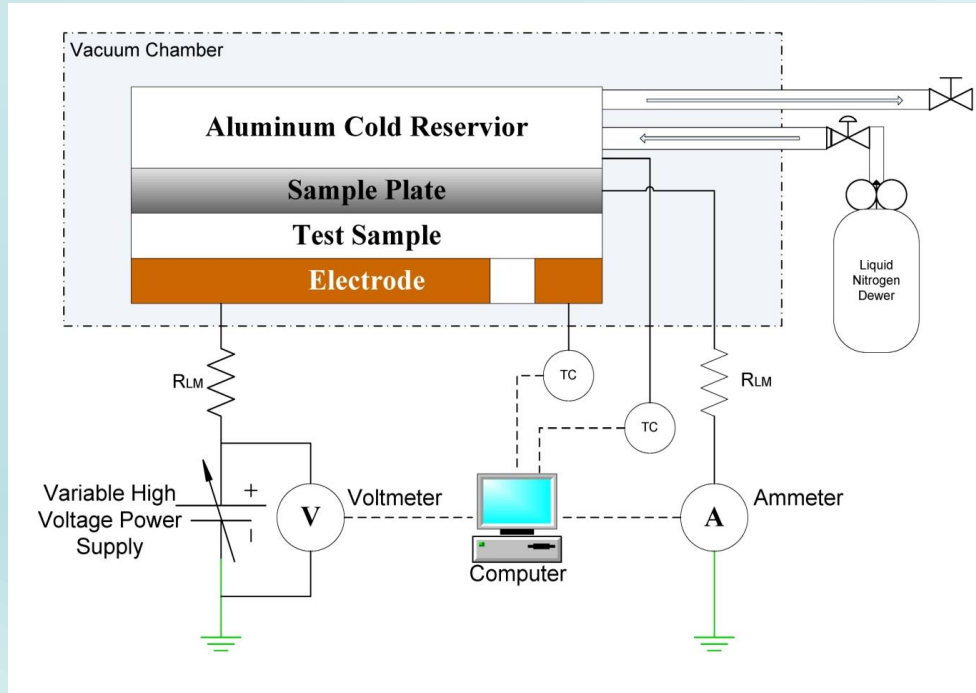 Vacuum Chamber
Aluminum Cold Reservior
Sample Plate
Test Sample
Electrode
Liquid
Nitrogen
Dewer
RLM
TC
RLM
TC
Variable High
Voltage Power
Supply
+
V
Voltmeter
A
Ammeter
Computer